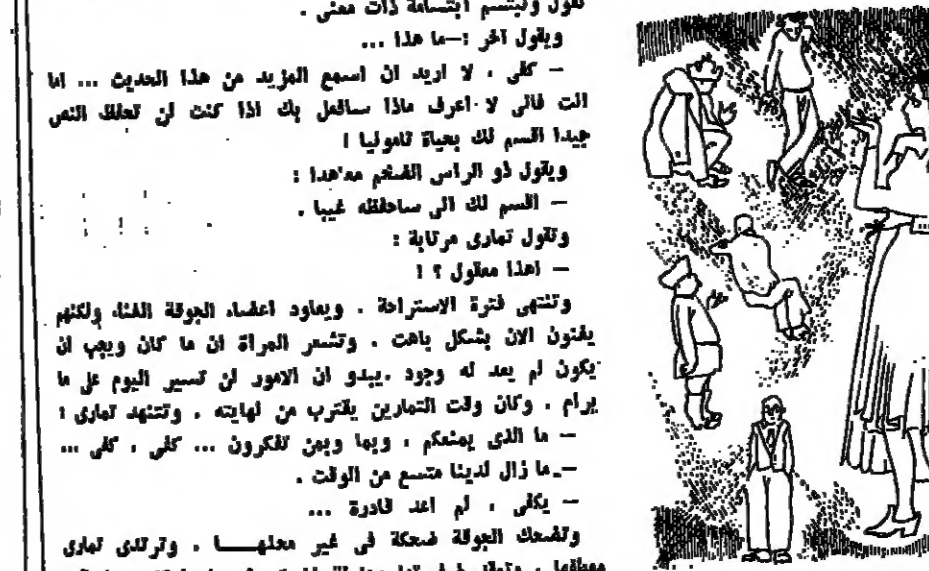 تقول وتبتسم ابتسامة ذات معنى .
ويقول آخر :—ما هذا ...
— كفى ، لا اريد ان اسمع المزيد من هذا الحديث ... اما
انت فانى لا اعرف ماذا سافعل بك اذا كنت لن تحفظ النص
جيدا اقسم لك بحياة ناموليا !
ويقول ذو الراس الضخم معاهدا :
— اقسم لك انى ساحفظه غيبا .
وتقول تمارى مرتابة :
— اهذا معقول ؟ !
وتنتهى فترة الاستراحة . ويعاود اعضاء الجوقة الغناء ولكنهم
يغنون الان بشكل باهت . وتشعر المراة ان ما كان ويجب ان
يكون لم يعد له وجود .يبدو ان الامور لن تسير اليوم على ما
يرام . وكان وقت التمارين يقترب من نهايته . وتتنهد تمارى :
— ما الذى يمنعكم ، وبما وبمن تفكرون ... كفى ، كفى ...
— ما زال لدينا متسع من الوقت .
— يكفى ، لم اعد قادرة ...
وتضحك الجوقة ضحكة فى غير محلهـــا . وترتدى تمارى
معطفها